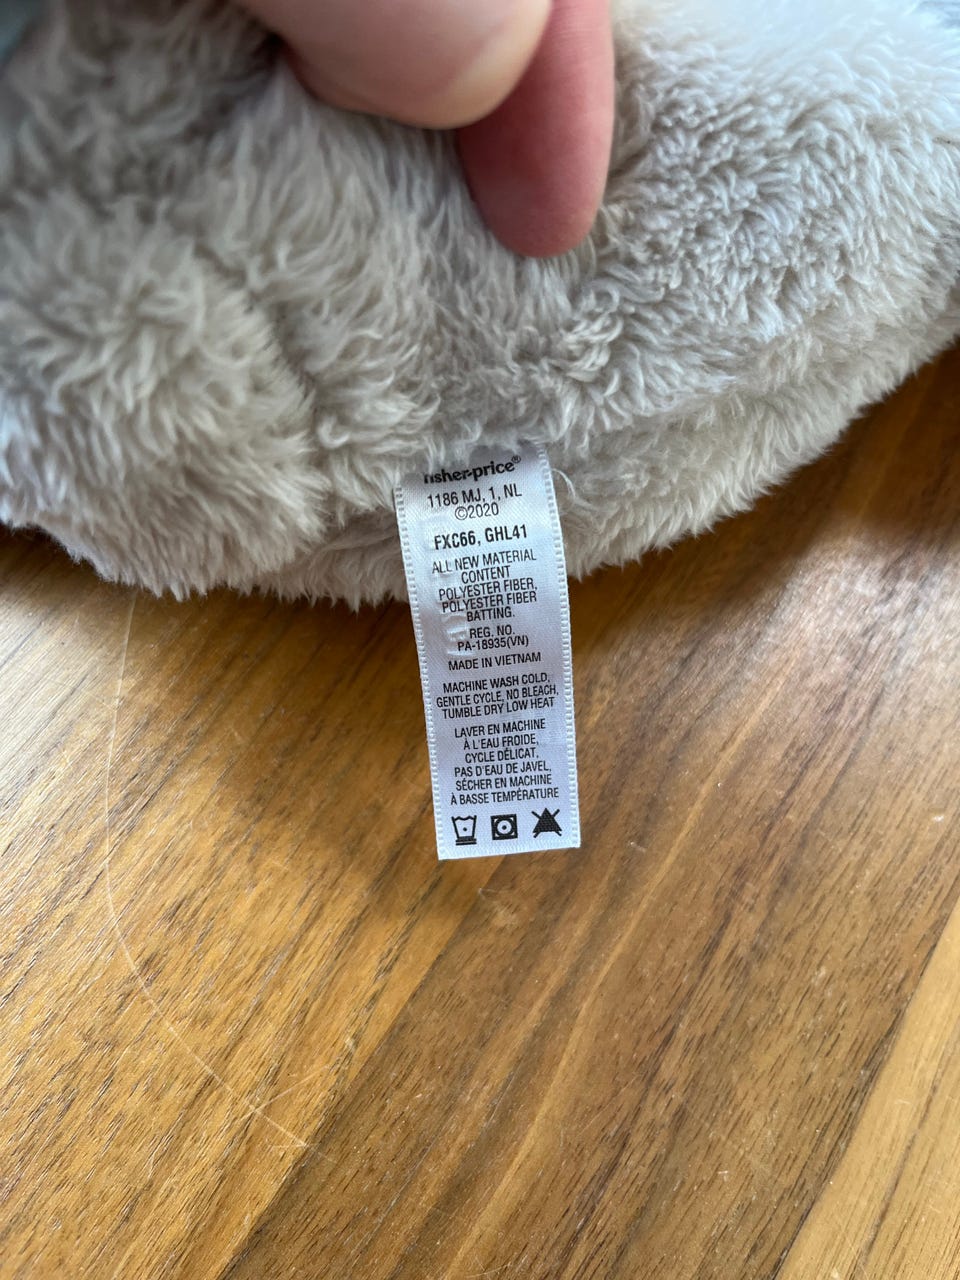 fisher-price®
1186 MJ, 1, NL
©2020
FXC66, GHL41
ALL NEW MATERIAL
CONTENT
POLYESTER FIBER,
POLYESTER FIBER
BATTING.
REG. NO.
PA-18935(VN)
MADE IN VIETNAM
MACHINE WASH COLD,
GENTLE CYCLE, NO BLEACH,
TUMBLE DRY LOW HEAT
LAVER EN MACHINE
À L'EAU FROIDE,
CYCLE DÉLICAT,
PAS D'EAU DE JAVEL,
SÉCHER EN MACHINE
À BASSE TEMPÉRATURE